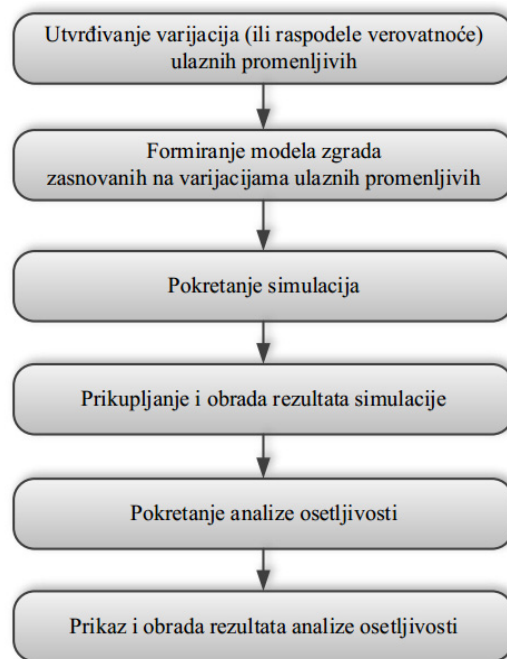 Utvrđivanje varijacija (ili raspodele verovatnoće)
ulaznih promenljivih
Formiranje modela zgrada
zasnovanih na varijacijama ulaznih promenljivih
Pokretanje simulacija
Prikupljanje i obrada rezultata simulacije
Pokretanje analize osetljivosti
Prikaz i obrada rezultata analize osetljivosti